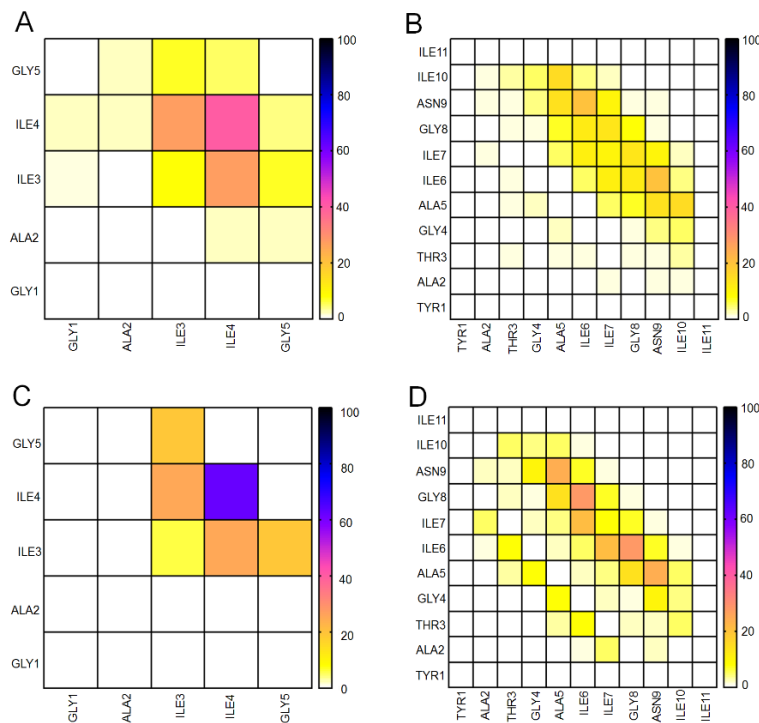 A
GLY5
ILE4
ILE3
ALA2
GLY1
GLY1 ALA2 ILE3 ILE4 GLY5
100
80
60
40
20
0
B
ILE11
ILE10
ASN9
GLY8
ILE7
ILE6
ALA5
GLY4
THR3
ALA2
TYR1
TYR1 ALA2 THR3 GLY4 ALA5 ILE6 ILE7 GLY8 ASN9 ILE10 ILE11
100
80
60
40
20
0
C
GLY5
ILE4
ILE3
ALA2
GLY1
GLY1 ALA2 ILE3 ILE4 GLY5
100
80
60
40
20
0
D
ILE11
ILE10
ASN9
GLY8
ILE7
ILE6
ALA5
GLY4
THR3
ALA2
TYR1
TYR1 ALA2 THR3 GLY4 ALA5 ILE6 ILE7 GLY8 ASN9 ILE10 ILE11
100
80
60
40
20
0